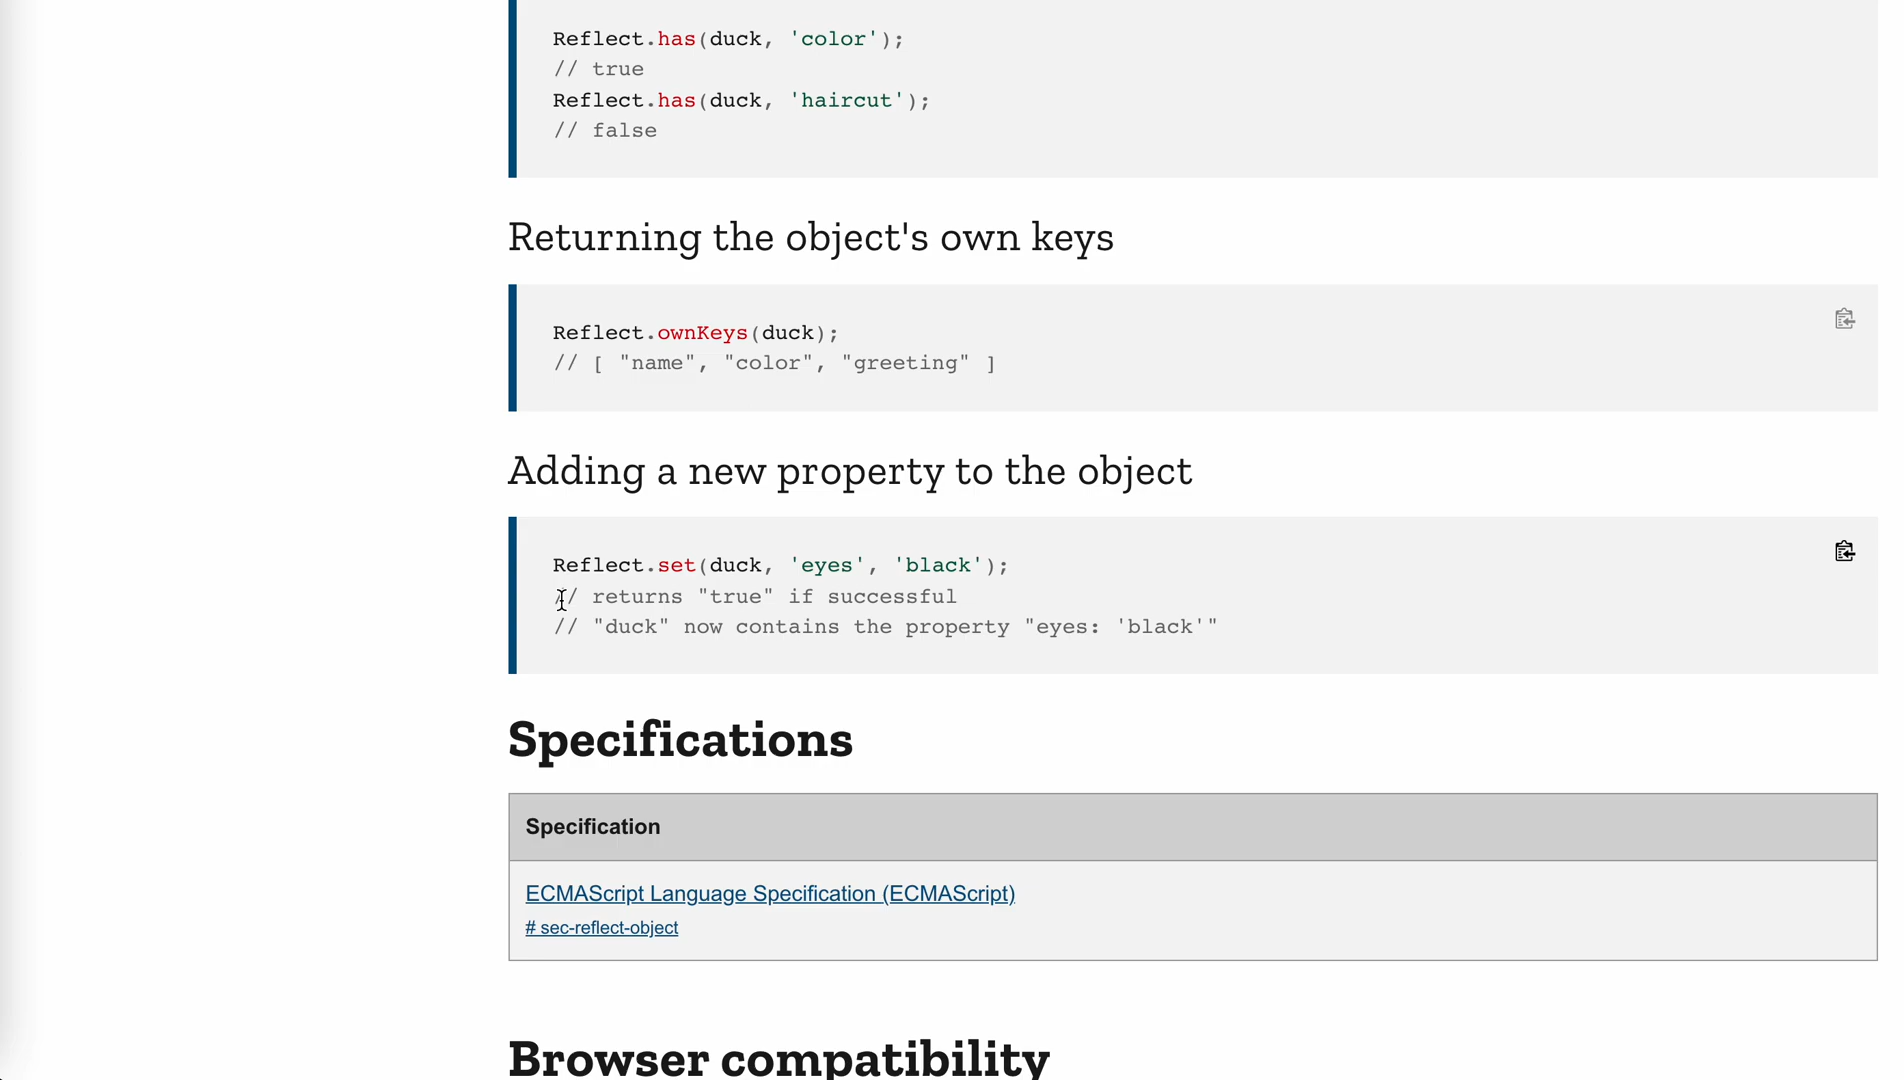 Reflect.has(duck, 'color');
// true
Reflect.has(duck, 'haircut');
// false
Returning the object's own keys
Reflect.ownKeys(duck);
// [ "name", "color", "greeting" ]
Adding a new property to the object
Reflect.set(duck, 'eyes', 'black');
// returns "true" if successful
// "duck" now contains the property "eyes: 'black'"
Specifications
Specification
ECMAScript Language Specification (ECMAScript)
# sec-reflect-object
Browser compatibility